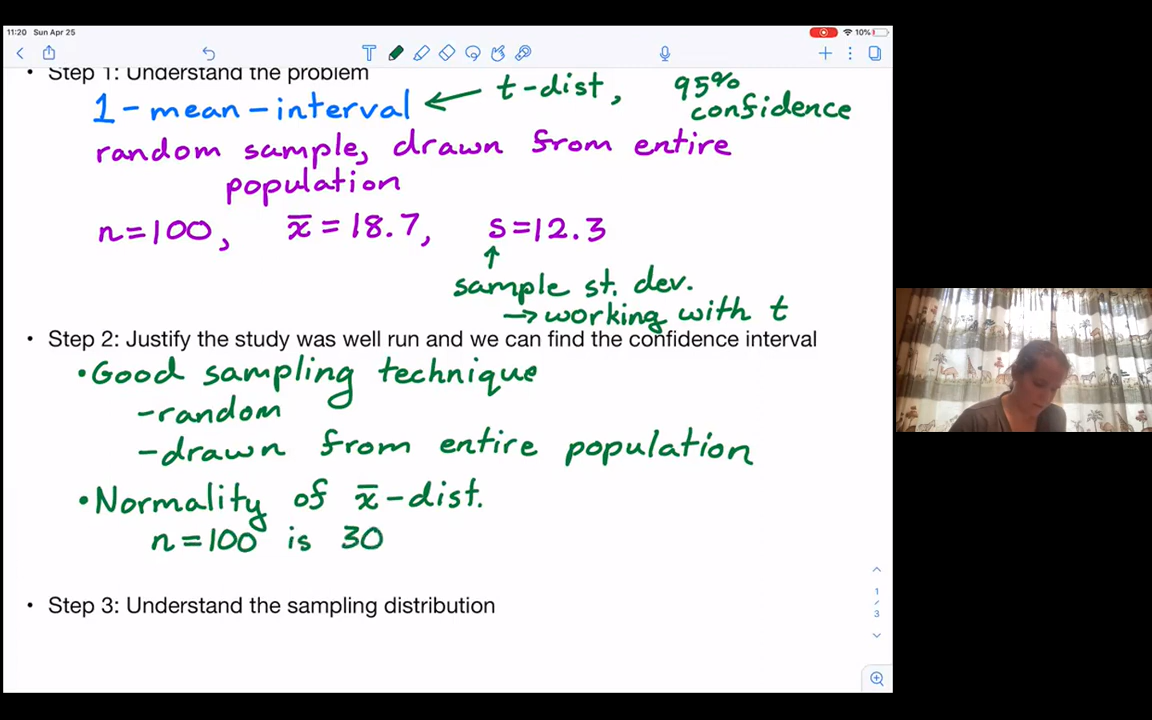 11:20 Sun Apr 25
10%
T
• Step 1: Understand the problem
1-mean-interval ← t-dist, 95% confidence
random sample, drawn from entire
population
n=100, x̄=18.7, s=12.3
↑
sample st. dev.
→ working with t
• Step 2: Justify the study was well run and we can find the confidence interval
• Good sampling technique
-random
-drawn from entire population
• Normality of x̄-dist.
n=100 is 30
• Step 3: Understand the sampling distribution
1
/
3